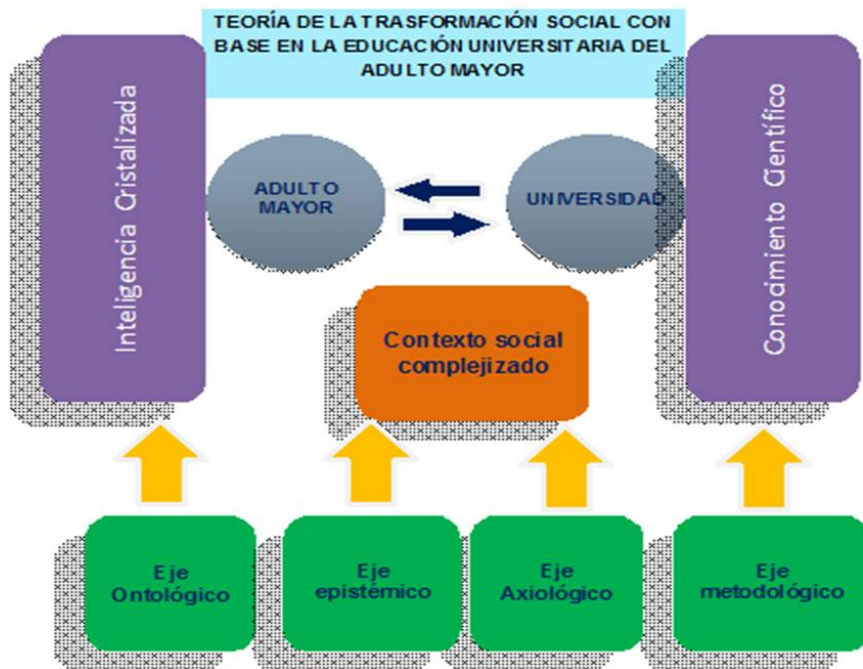 TEORÍA DE LA TRASFORMACIÓN SOCIAL CON
BASE EN LA EDUCACIÓN UNIVERSITARIA DEL
ADULTO MAYOR
Inteligencia Cristalizada
ADULTO
MAYOR
UNIVERSIDAD
Conodmiento Científico
Contexto social
complejizado
Eje
Ontológico
Eje
epistémico
Eje
Axiológico
Eje
metodológico